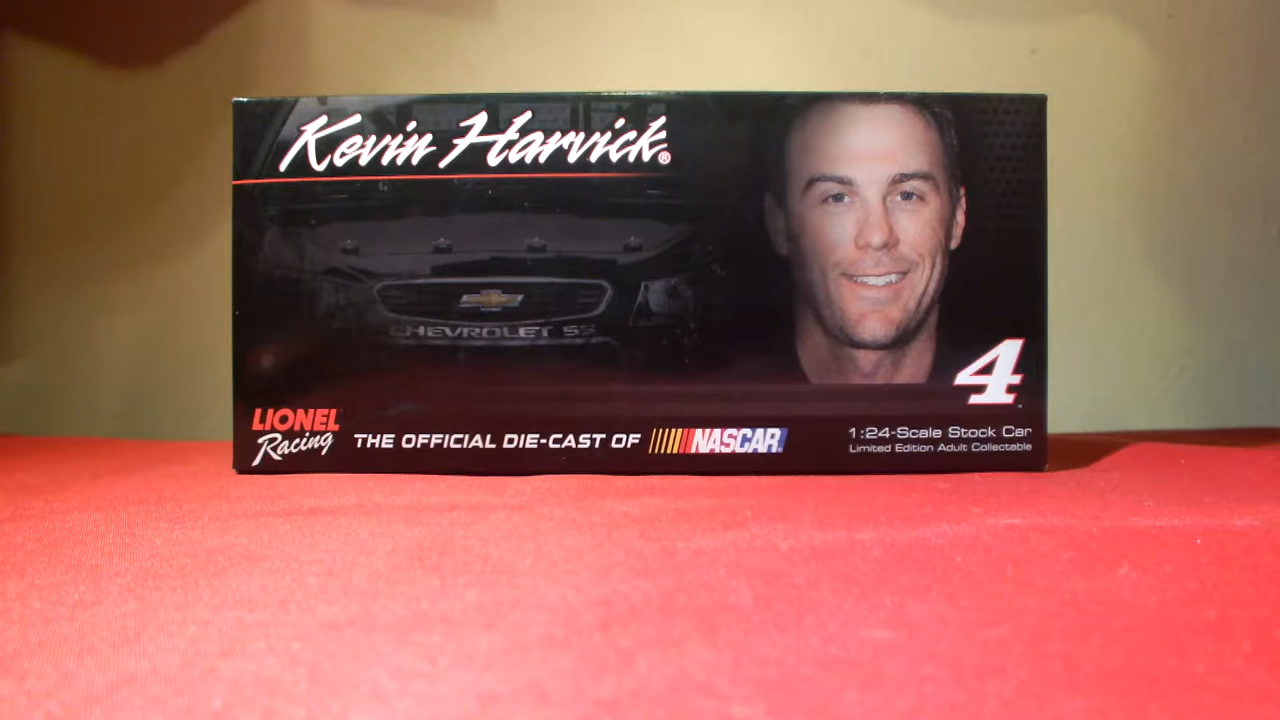 Kevin Harvick®
CHEVROLET SS
4
LIONEL
Racing
THE OFFICIAL DIE-CAST OF NASCAR
1:24-Scale Stock Car
Limited Edition Adult Collectable